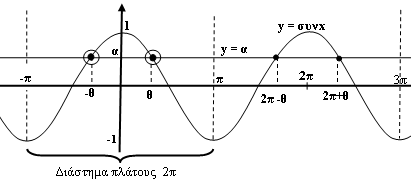 1
y = συνx
α
y = α
-π
-θ
θ
π
2π -θ
2π
2π+θ
3π
-1
Διάστημα πλάτους 2π